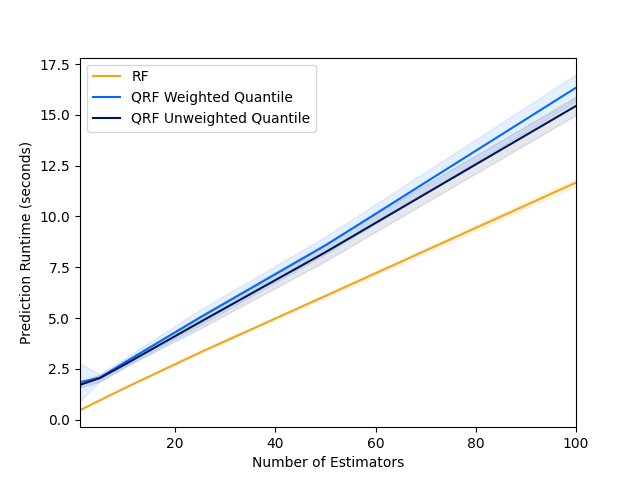 17.5
15.0
12.5
10.0
7.5
5.0
2.5
0.0
Prediction Runtime (seconds)
RF
QRF Weighted Quantile
QRF Unweighted Quantile
20 40 60 80 100
Number of Estimators